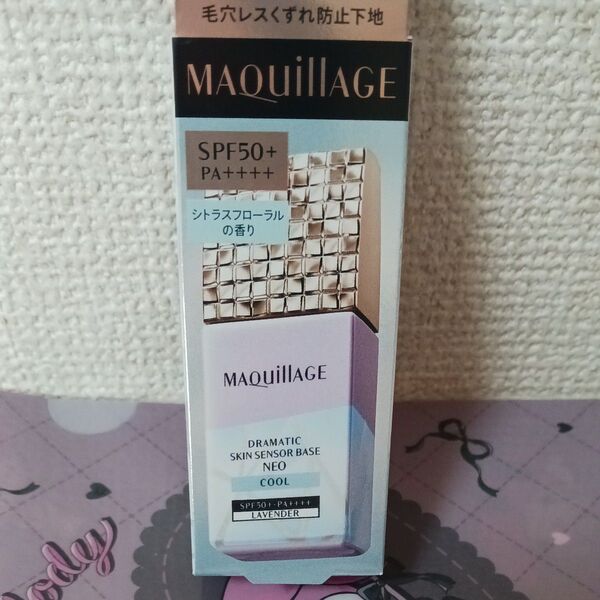 毛穴レスくずれ防止下地
MAQuillAGE
SPF50+
PA++++
シトラスフローラル
の香り
MAQuillAGE
DRAMATIC
SKIN SENSOR BASE
NEO
COOL
SPF50+・PA++++
LAVENDER